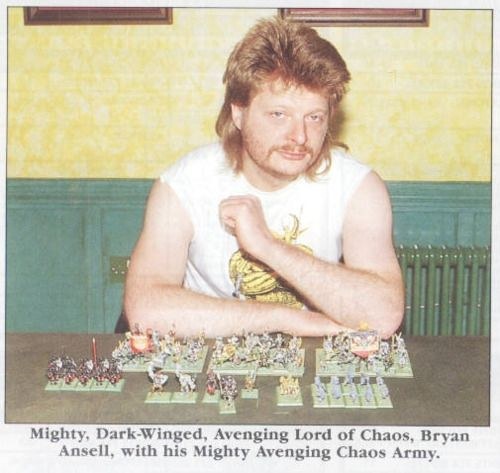 Mighty, Dark-Winged, Avenging Lord of Chaos, Bryan
Ansell, with his Mighty Avenging Chaos Army.